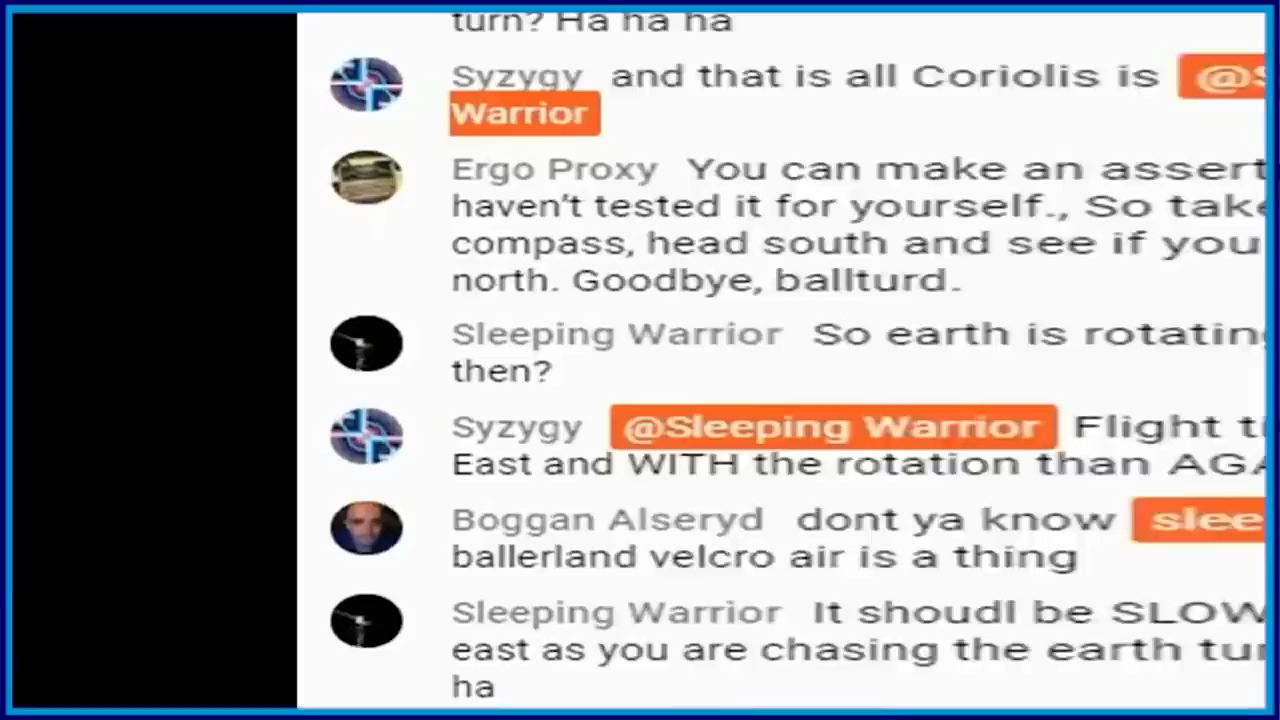 turn? Ha ha ha
Syzygy and that is all Coriolis is
Warrior
Ergo Proxy You can make an assert
haven't tested it for yourself., So take
compass, head south and see if you
north. Goodbye, ballturd.
Sleeping Warrior So earth is rotating
then?
Syzygy @Sleeping Warrior Flight ti
East and WITH the rotation than AGA
Boggan Alseryd dont ya know slee
ballerland velcro air is a thing
Sleeping Warrior It shoudl be SLOW
east as you are chasing the earth tur
ha